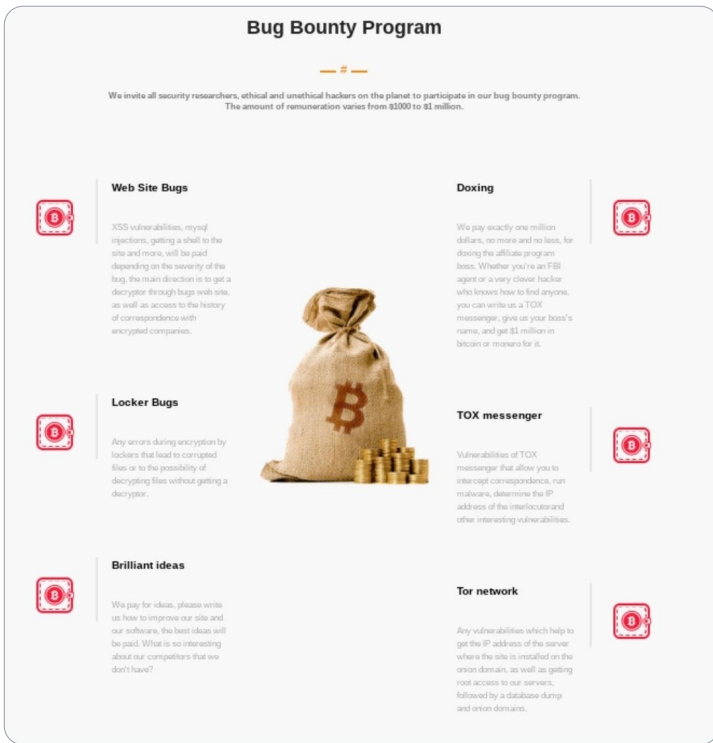 Bug Bounty Program
#
We invite all security researchers, ethical and unethical hackers on the planet to participate in our bug bounty program.
The amount of remuneration varies from $1000 to $1 million.
Web Site Bugs
XSS vulnerabilities, mysql
injections, getting a shell to the
site and more, will be paid
depending on the severity of the
bug, the main direction is to get a
decryptor through bugs web site,
as well as access to the history
of correspondence with
encrypted companies.
Locker Bugs
Any errors during encryption by
lockers that lead to corrupted
files or to the possibility of
decrypting files without getting a
decryptor.
Brilliant ideas
We pay for ideas, please write
us how to improve our site and
our software, the best ideas will
be paid. What is so interesting
about our competitors that we
don't have?
Doxing
We pay exactly one million
dollars, no more and no less, for
doxing the affiliate program
boss. Whether you're an FBI
agent or a very clever hacker
who knows how to find anyone,
you can write us a TOX
messenger, give us your boss's
name, and get $1 million in
bitcoin or monero for it.
TOX messenger
Vulnerabilities of TOX
messenger that allow you to
intercept correspondence, run
malware, determine the IP
address of the interlocutor and
other interesting vulnerabilities.
Tor network
Any vulnerabilities which help to
get the IP address of the server
where the site is installed on the
onion domain, as well as getting
root access to our servers,
followed by a database dump
and onion domains.